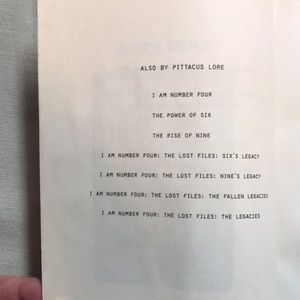 ALSO BY PITTACUS LORE
I AM NUMBER FOUR
THE POWER OF SIX
THE RISE OF NINE
I AM NUMBER FOUR: THE LOST FILES: SIX'S LEGACY
I AM NUMBER FOUR: THE LOST FILES: NINE'S LEGACY
I AM NUMBER FOUR: THE LOST FILES: THE FALLEN LEGACIES
I AM NUMBER FOUR: THE LOST FILES: THE LEGACIES